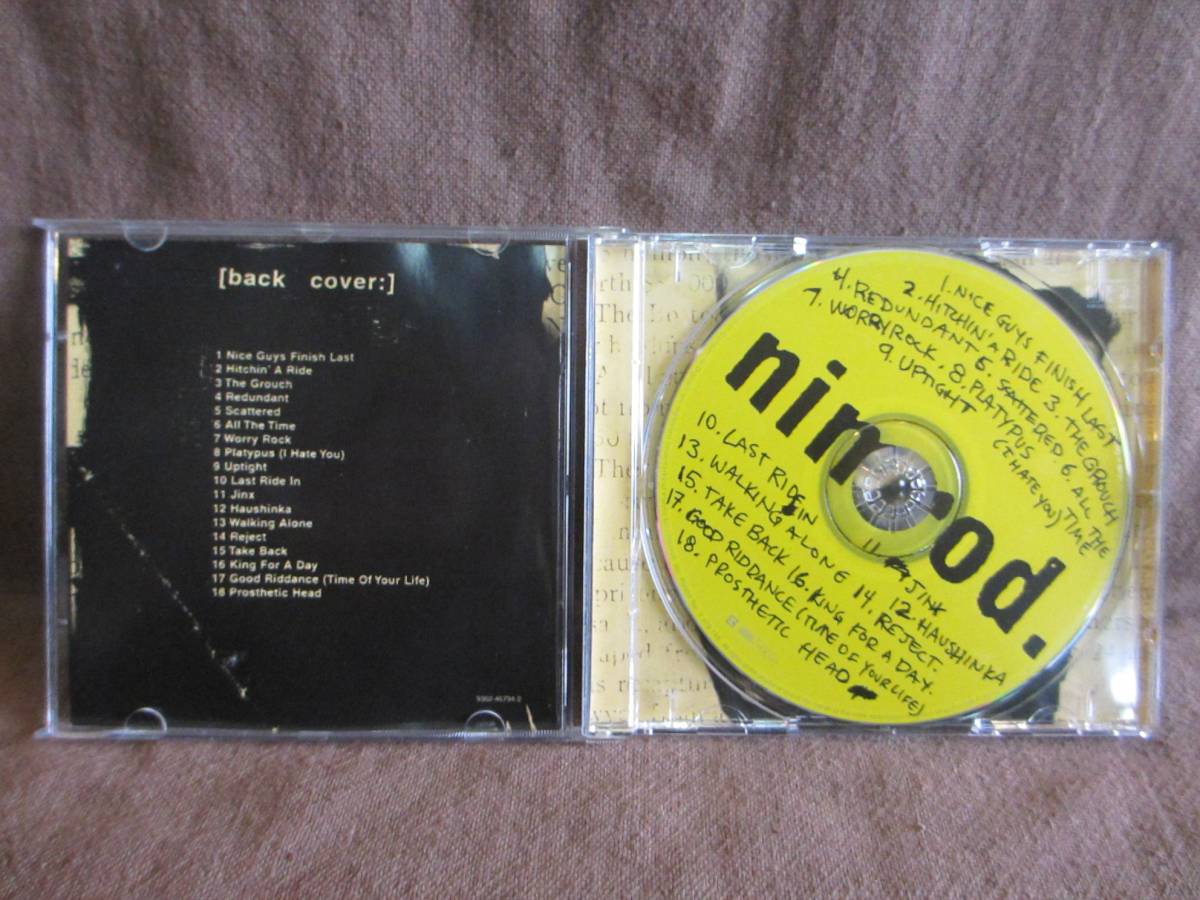 [back cover:]
1 Nice Guys Finish Last
2 Hitchin' A Ride
3 The Grouch
4 Redundant
5 Scattered
6 All The Time
7 Worry Rock
8 Platypus (I Hate You)
9 Uptight
10 Last Ride In
11 Jinx
12 Haushinka
13 Walking Alone
14 Reject
15 Take Back
16 King For A Day
17 Good Riddance (Time Of Your Life)
18 Prosthetic Head
9362-46794-2
1. NICE GUYS FINISH LAST
2. HITCHIN' A RIDE 3. THE GROUCH
4. REDUNDANT 5. SCATTERED 6. ALL THE TIME
7. WORRY ROCK 8. PLATYPUS (I HATE YOU)
9. UPTIGHT
nimrod.
10. LAST RIDE IN 11. JINX 12. HAUSHINKA
13. WALKING ALONE 14. REJECT.
15. TAKE BACK 16. KING FOR A DAY.
17. GOOD RIDDANCE (TIME OF YOUR LIFE)
18. PROSTHETIC HEAD